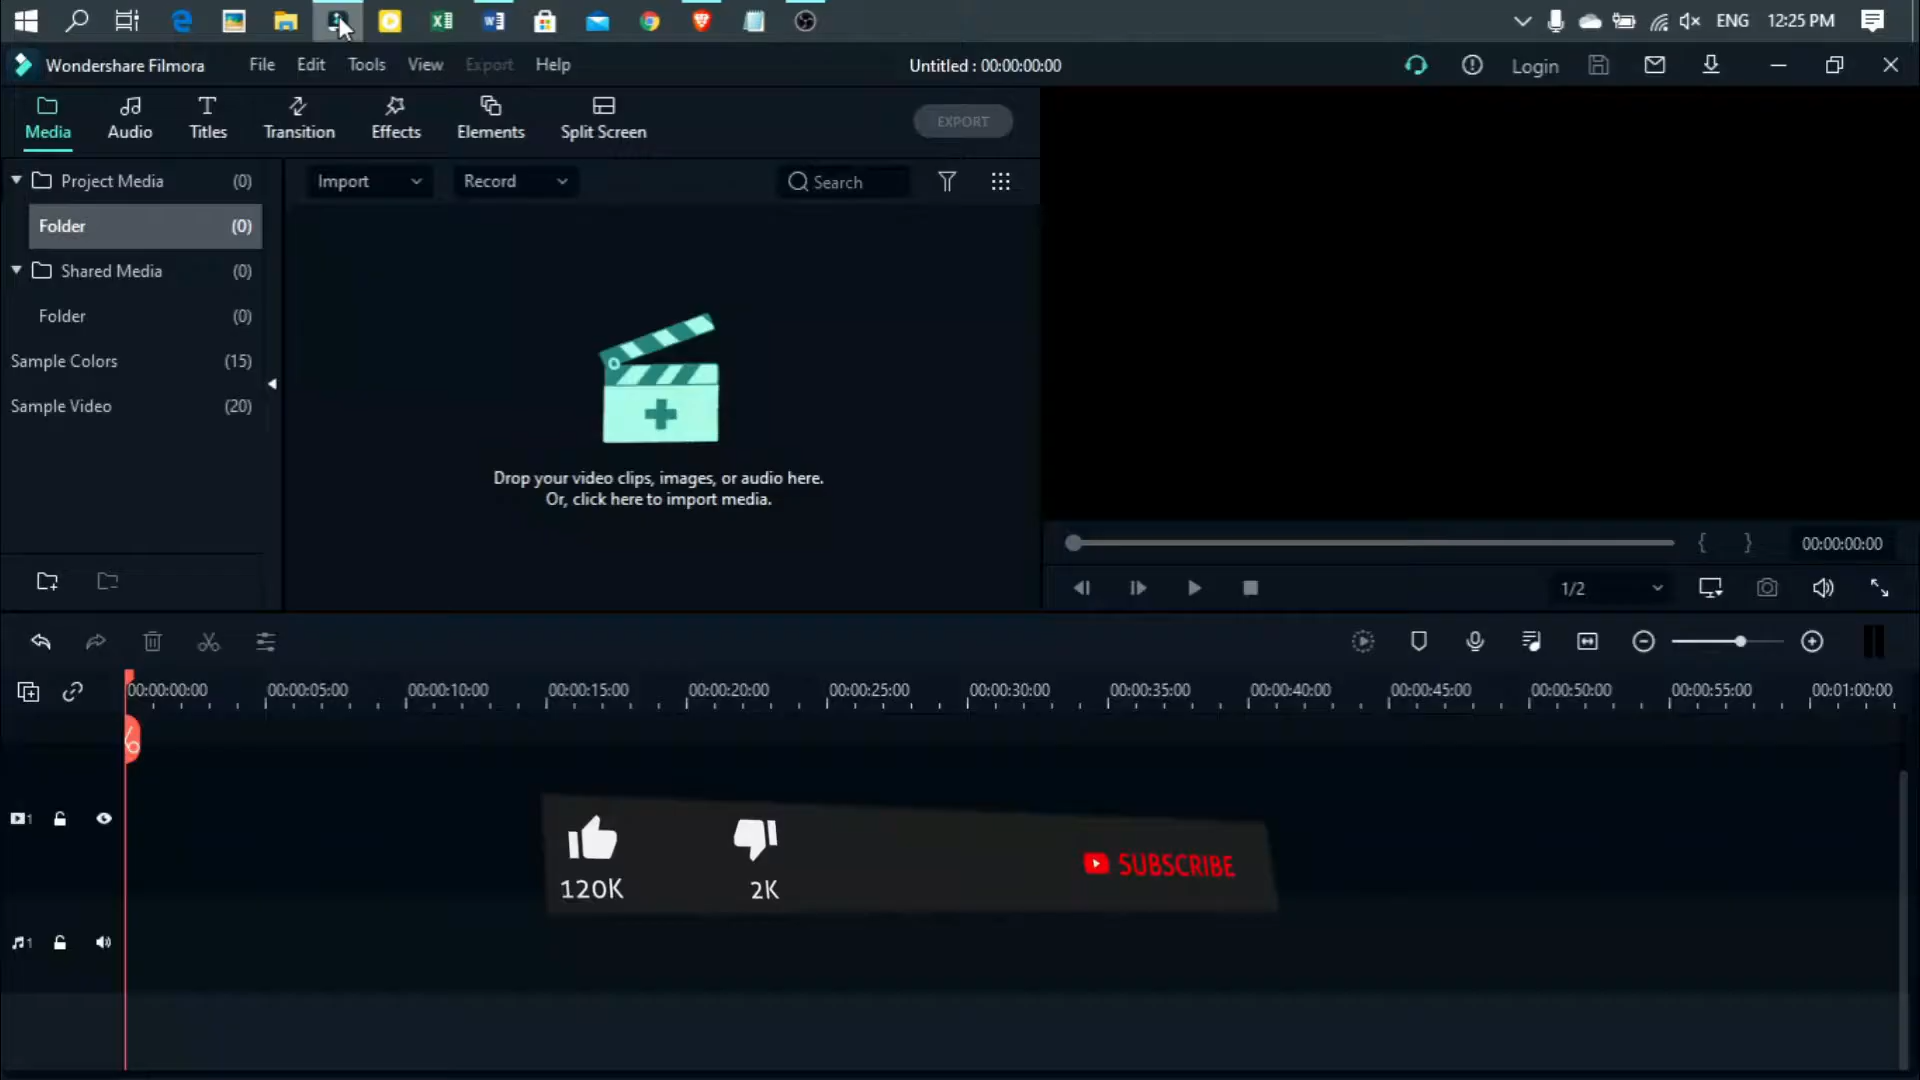 ENG 12:25 PM
Wondershare Filmora File Edit Tools View Export Help Untitled : 00:00:00:00 Login
Media Audio Titles Transition Effects Elements Split Screen EXPORT
Project Media (0) Import Record Search
Folder (0)
Shared Media (0)
Folder (0)
Sample Colors (15)
Sample Video (20)
Drop your video clips, images, or audio here.
Or, click here to import media.
00:00:00:00
1/2
00:00:00:00 00:00:05:00 00:00:10:00 00:00:15:00 00:00:20:00 00:00:25:00 00:00:30:00 00:00:35:00 00:00:40:00 00:00:45:00 00:00:50:00 00:00:55:00 00:01:00:00
1
120K 2K SUBSCRIBE
1